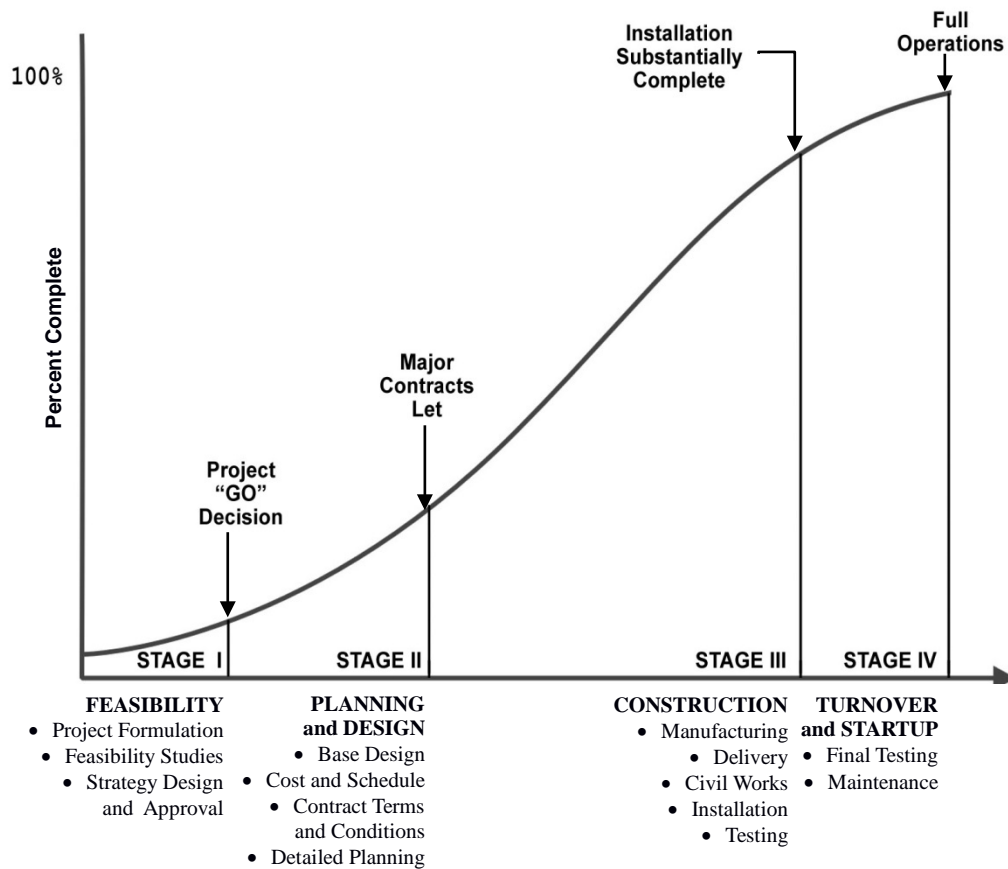 100%
Percent Complete
Project
“GO”
Decision
Major
Contracts
Let
Installation
Substantially
Complete
Full
Operations
STAGE I
STAGE II
STAGE III
STAGE IV
FEASIBILITY
• Project Formulation
• Feasibility Studies
• Strategy Design
and Approval
PLANNING
and DESIGN
• Base Design
• Cost and Schedule
• Contract Terms
and Conditions
• Detailed Planning
CONSTRUCTION
• Manufacturing
• Delivery
• Civil Works
• Installation
• Testing
TURNOVER
and STARTUP
• Final Testing
• Maintenance